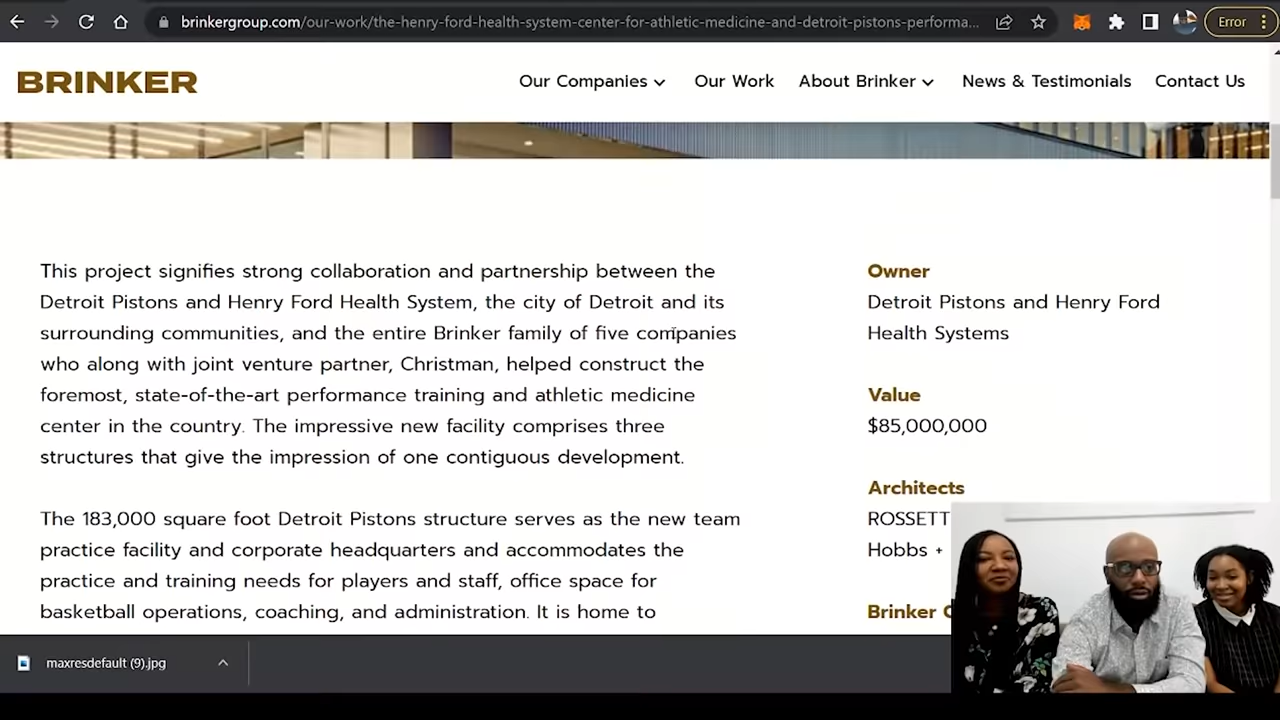 brinkergroup.com/our-work/the-henry-ford-health-system-center-for-athletic-medicine-and-detroit-pistons-performa...
Error
BRINKER
Our Companies
Our Work
About Brinker
News & Testimonials
Contact Us
This project signifies strong collaboration and partnership between the
Detroit Pistons and Henry Ford Health System, the city of Detroit and its
surrounding communities, and the entire Brinker family of five companies
who along with joint venture partner, Christman, helped construct the
foremost, state-of-the-art performance training and athletic medicine
center in the country. The impressive new facility comprises three
structures that give the impression of one contiguous development.
The 183,000 square foot Detroit Pistons structure serves as the new team
practice facility and corporate headquarters and accommodates the
practice and training needs for players and staff, office space for
basketball operations, coaching, and administration. It is home to
Owner
Detroit Pistons and Henry Ford
Health Systems
Value
$85,000,000
Architects
ROSSETT
Hobbs +
Brinker C
maxresdefault (9).jpg